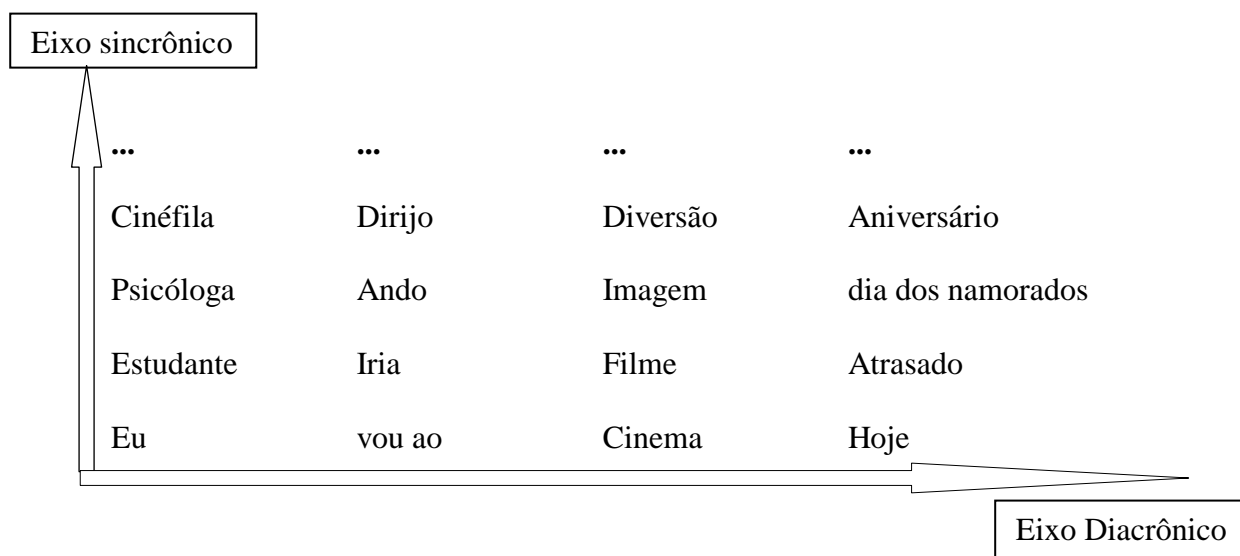 Eixo sincrônico
... ... ... ...
Cinéfila Dirijo Diversão Aniversário
Psicóloga Ando Imagem dia dos namorados
Estudante Iria Filme Atrasado
Eu vou ao Cinema Hoje
Eixo Diacrônico